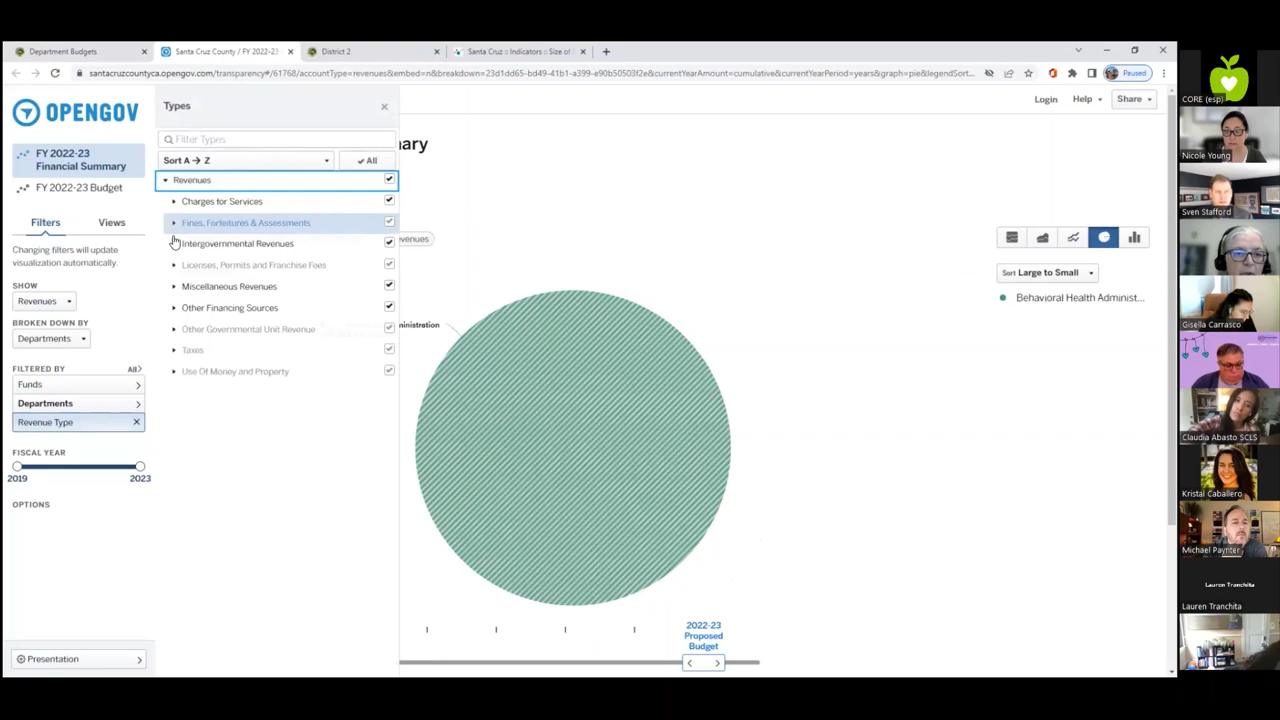 Department Budgets
Santa Cruz County / FY 2022-23
District 2
Santa Cruz :: Indicators :: Size of
santacruzcountyca.opengov.com/transparency#/61768/accountType=revenues&embed=n&breakdown=23d1dd65-bd49-41b1-a399-e90b50503f2e&currentYearAmount=cumulative&currentYearPeriod=years&graph=pie&legendSort...
Paused
OPENGOV
FY 2022-23
Financial Summary
FY 2022-23 Budget
Filters
Views
Changing filters will update
visualization automatically.
SHOW
Revenues
BROKEN DOWN BY
Departments
FILTERED BY
All
Funds
Departments
Revenue Type
FISCAL YEAR
2019
2023
OPTIONS
Presentation
Types
Filter Types
Sort A → Z
All
Revenues
Charges for Services
Fines, Forfeitures & Assessments
Intergovernmental Revenues
Licenses, Permits and Franchise Fees
Miscellaneous Revenues
Other Financing Sources
Other Governmental Unit Revenue
Taxes
Use Of Money and Property
Login
Help
Share
mary
evenues
Sort Large to Small
Behavioral Health Administ...
ministration
2022-23
Proposed
Budget
CORE (esp)
Nicole Young
Sven Stafford
Gisella Carrasco
Claudia Abasto SCLS
Kristal Caballero
Michael Paynter
Lauren Tranchita
Lauren Tranchita